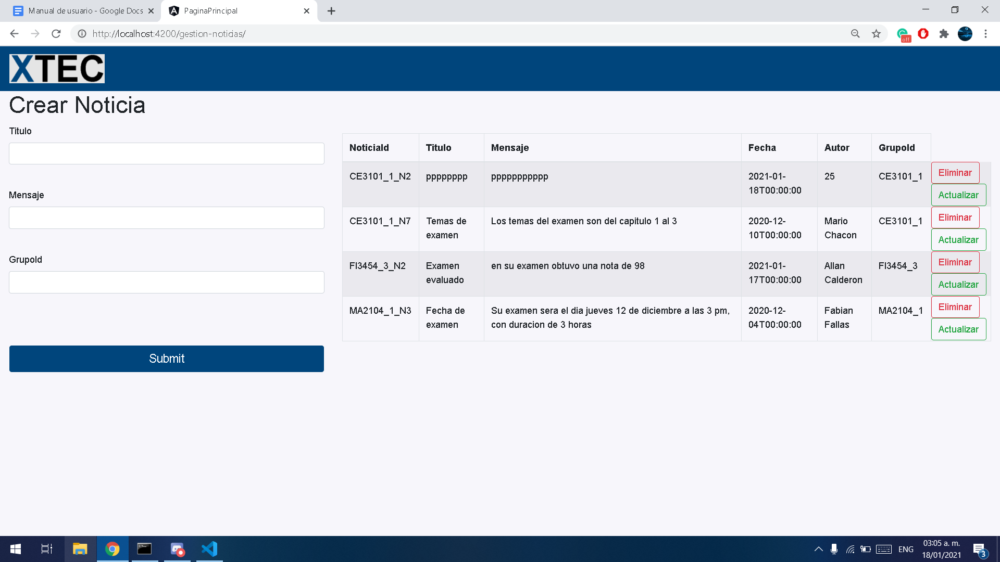 Manual de usuario - Google Docs
PaginaPrincipal
http://localhost:4200/gestion-noticias/
off
XTEC
Crear Noticia
Titulo
Mensaje
GrupoId
Submit
NoticiaId Titulo Mensaje Fecha Autor GrupoId
CE3101_1_N2 pppppppp ppppppppppp 2021-01- 25 CE3101_1 Eliminar
18T00:00:00 Actualizar
CE3101_1_N7 Temas de Los temas del examen son del capitulo 1 al 3 2020-12- Mario CE3101_1 Eliminar
examen 10T00:00:00 Chacon Actualizar
FI3454_3_N2 Examen en su examen obtuvo una nota de 98 2021-01- Allan FI3454_3 Eliminar
evaluado 17T00:00:00 Calderon Actualizar
MA2104_1_N3 Fecha de Su examen sera el dia jueves 12 de diciembre a las 3 pm, 2020-12- Fabian MA2104_1 Eliminar
examen con duracion de 3 horas 04T00:00:00 Fallas Actualizar
ENG
03:05 a. m.
18/01/2021
3